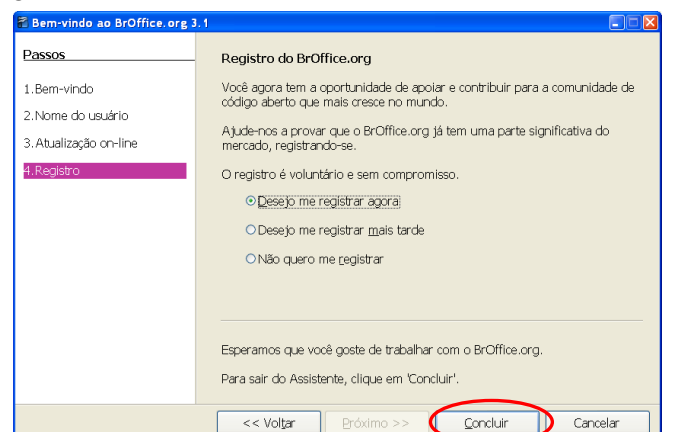 Bem-vindo ao BrOffice.org 3.1
Passos
1.Bem-vindo
2.Nome do usuário
3.Atualização on-line
4.Registro
Registro do BrOffice.org
Você agora tem a oportunidade de apoiar e contribuir para a comunidade de
código aberto que mais cresce no mundo.
Ajude-nos a provar que o BrOffice.org já tem uma parte significativa do
mercado, registrando-se.
O registro é voluntário e sem compromisso.
Desejo me registrar agora
Desejo me registrar mais tarde
Não quero me registrar
Esperamos que você goste de trabalhar com o BrOffice.org.
Para sair do Assistente, clique em 'Concluir'.
<< Voltar
Próximo >>
Concluir
Cancelar